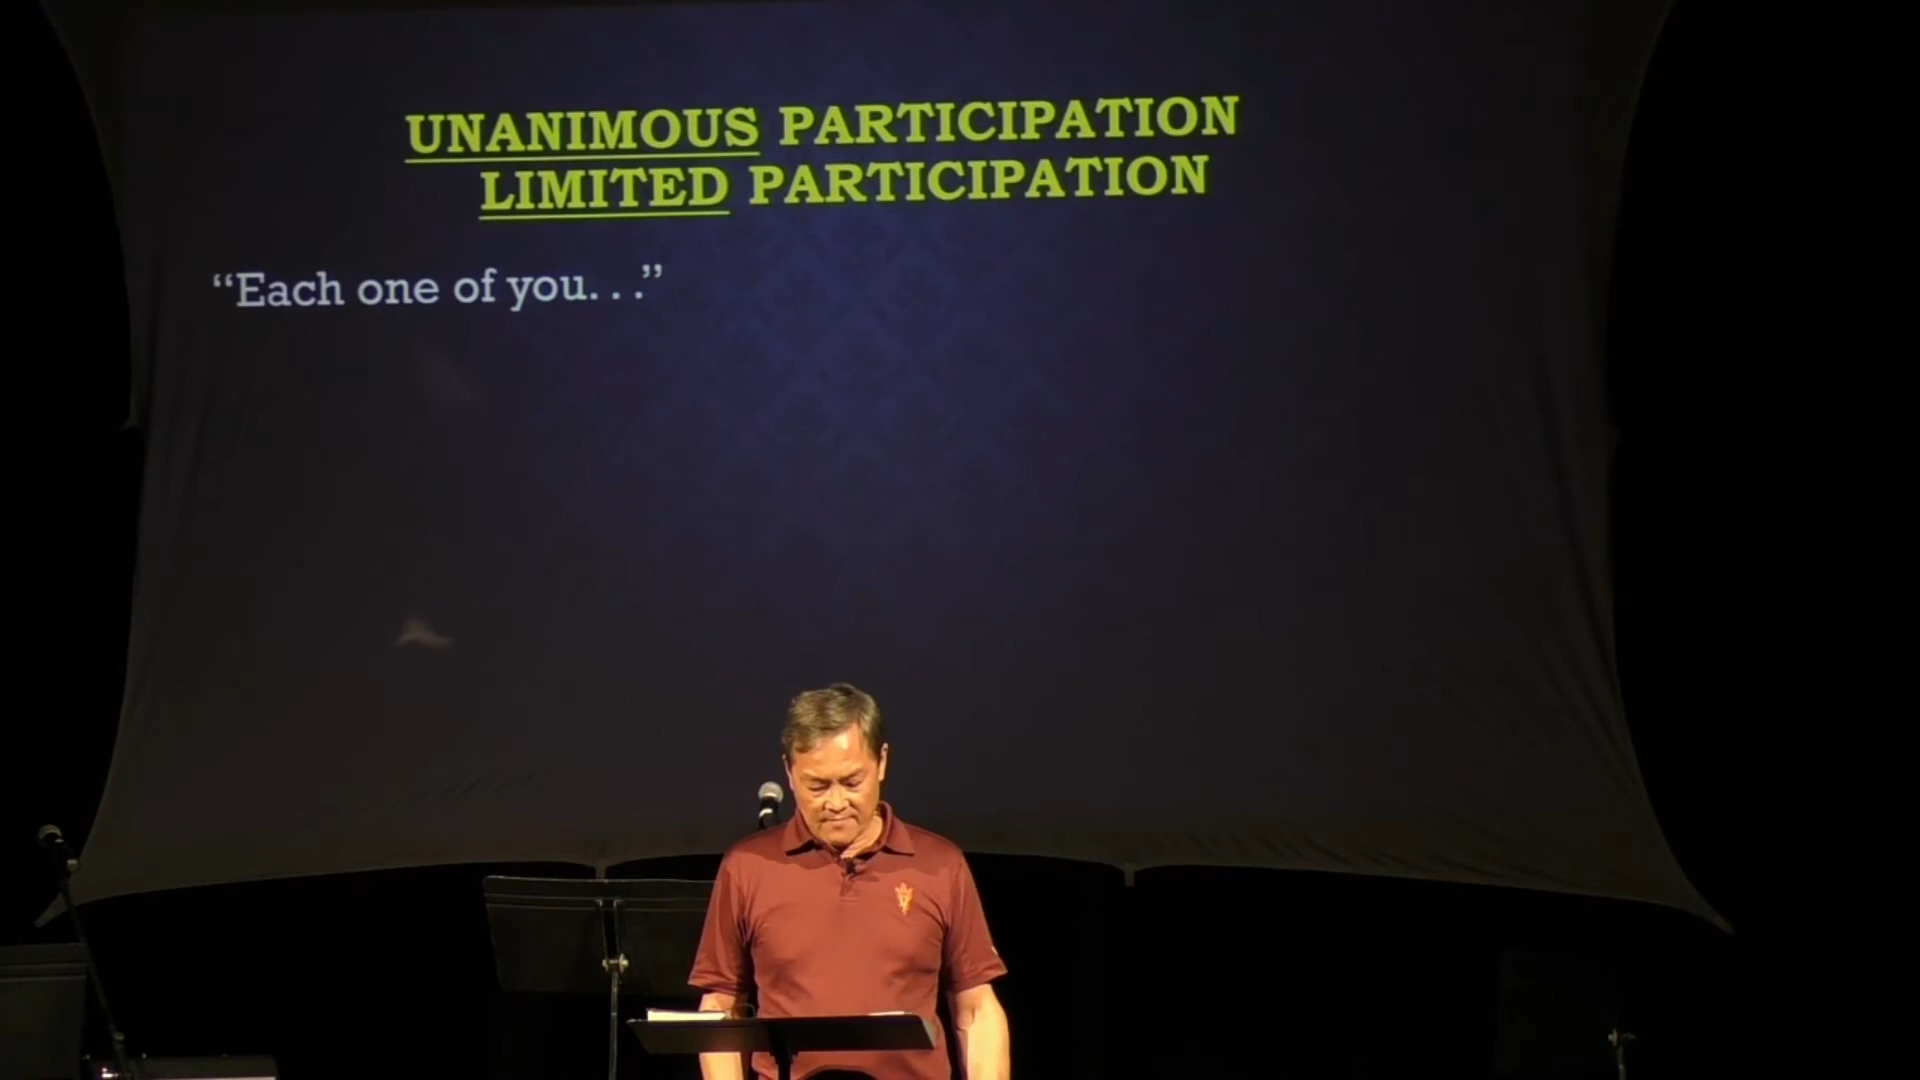 UNANIMOUS PARTICIPATION
LIMITED PARTICIPATION
“Each one of you. . .”